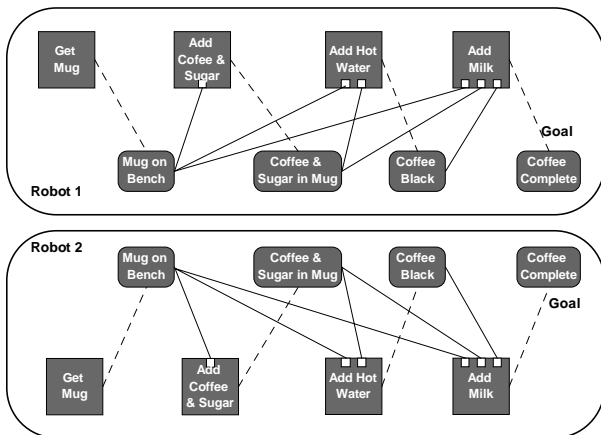 Get
Mug
Add
Cofee &
Sugar
Add Hot
Water
Add
Milk
Goal
Mug on
Bench
Coffee &
Sugar in Mug
Coffee
Black
Coffee
Complete
Robot 1
Robot 2
Mug on
Bench
Coffee &
Sugar in Mug
Coffee
Black
Coffee
Complete
Goal
Get
Mug
Add
Coffee
& Sugar
Add Hot
Water
Add
Milk